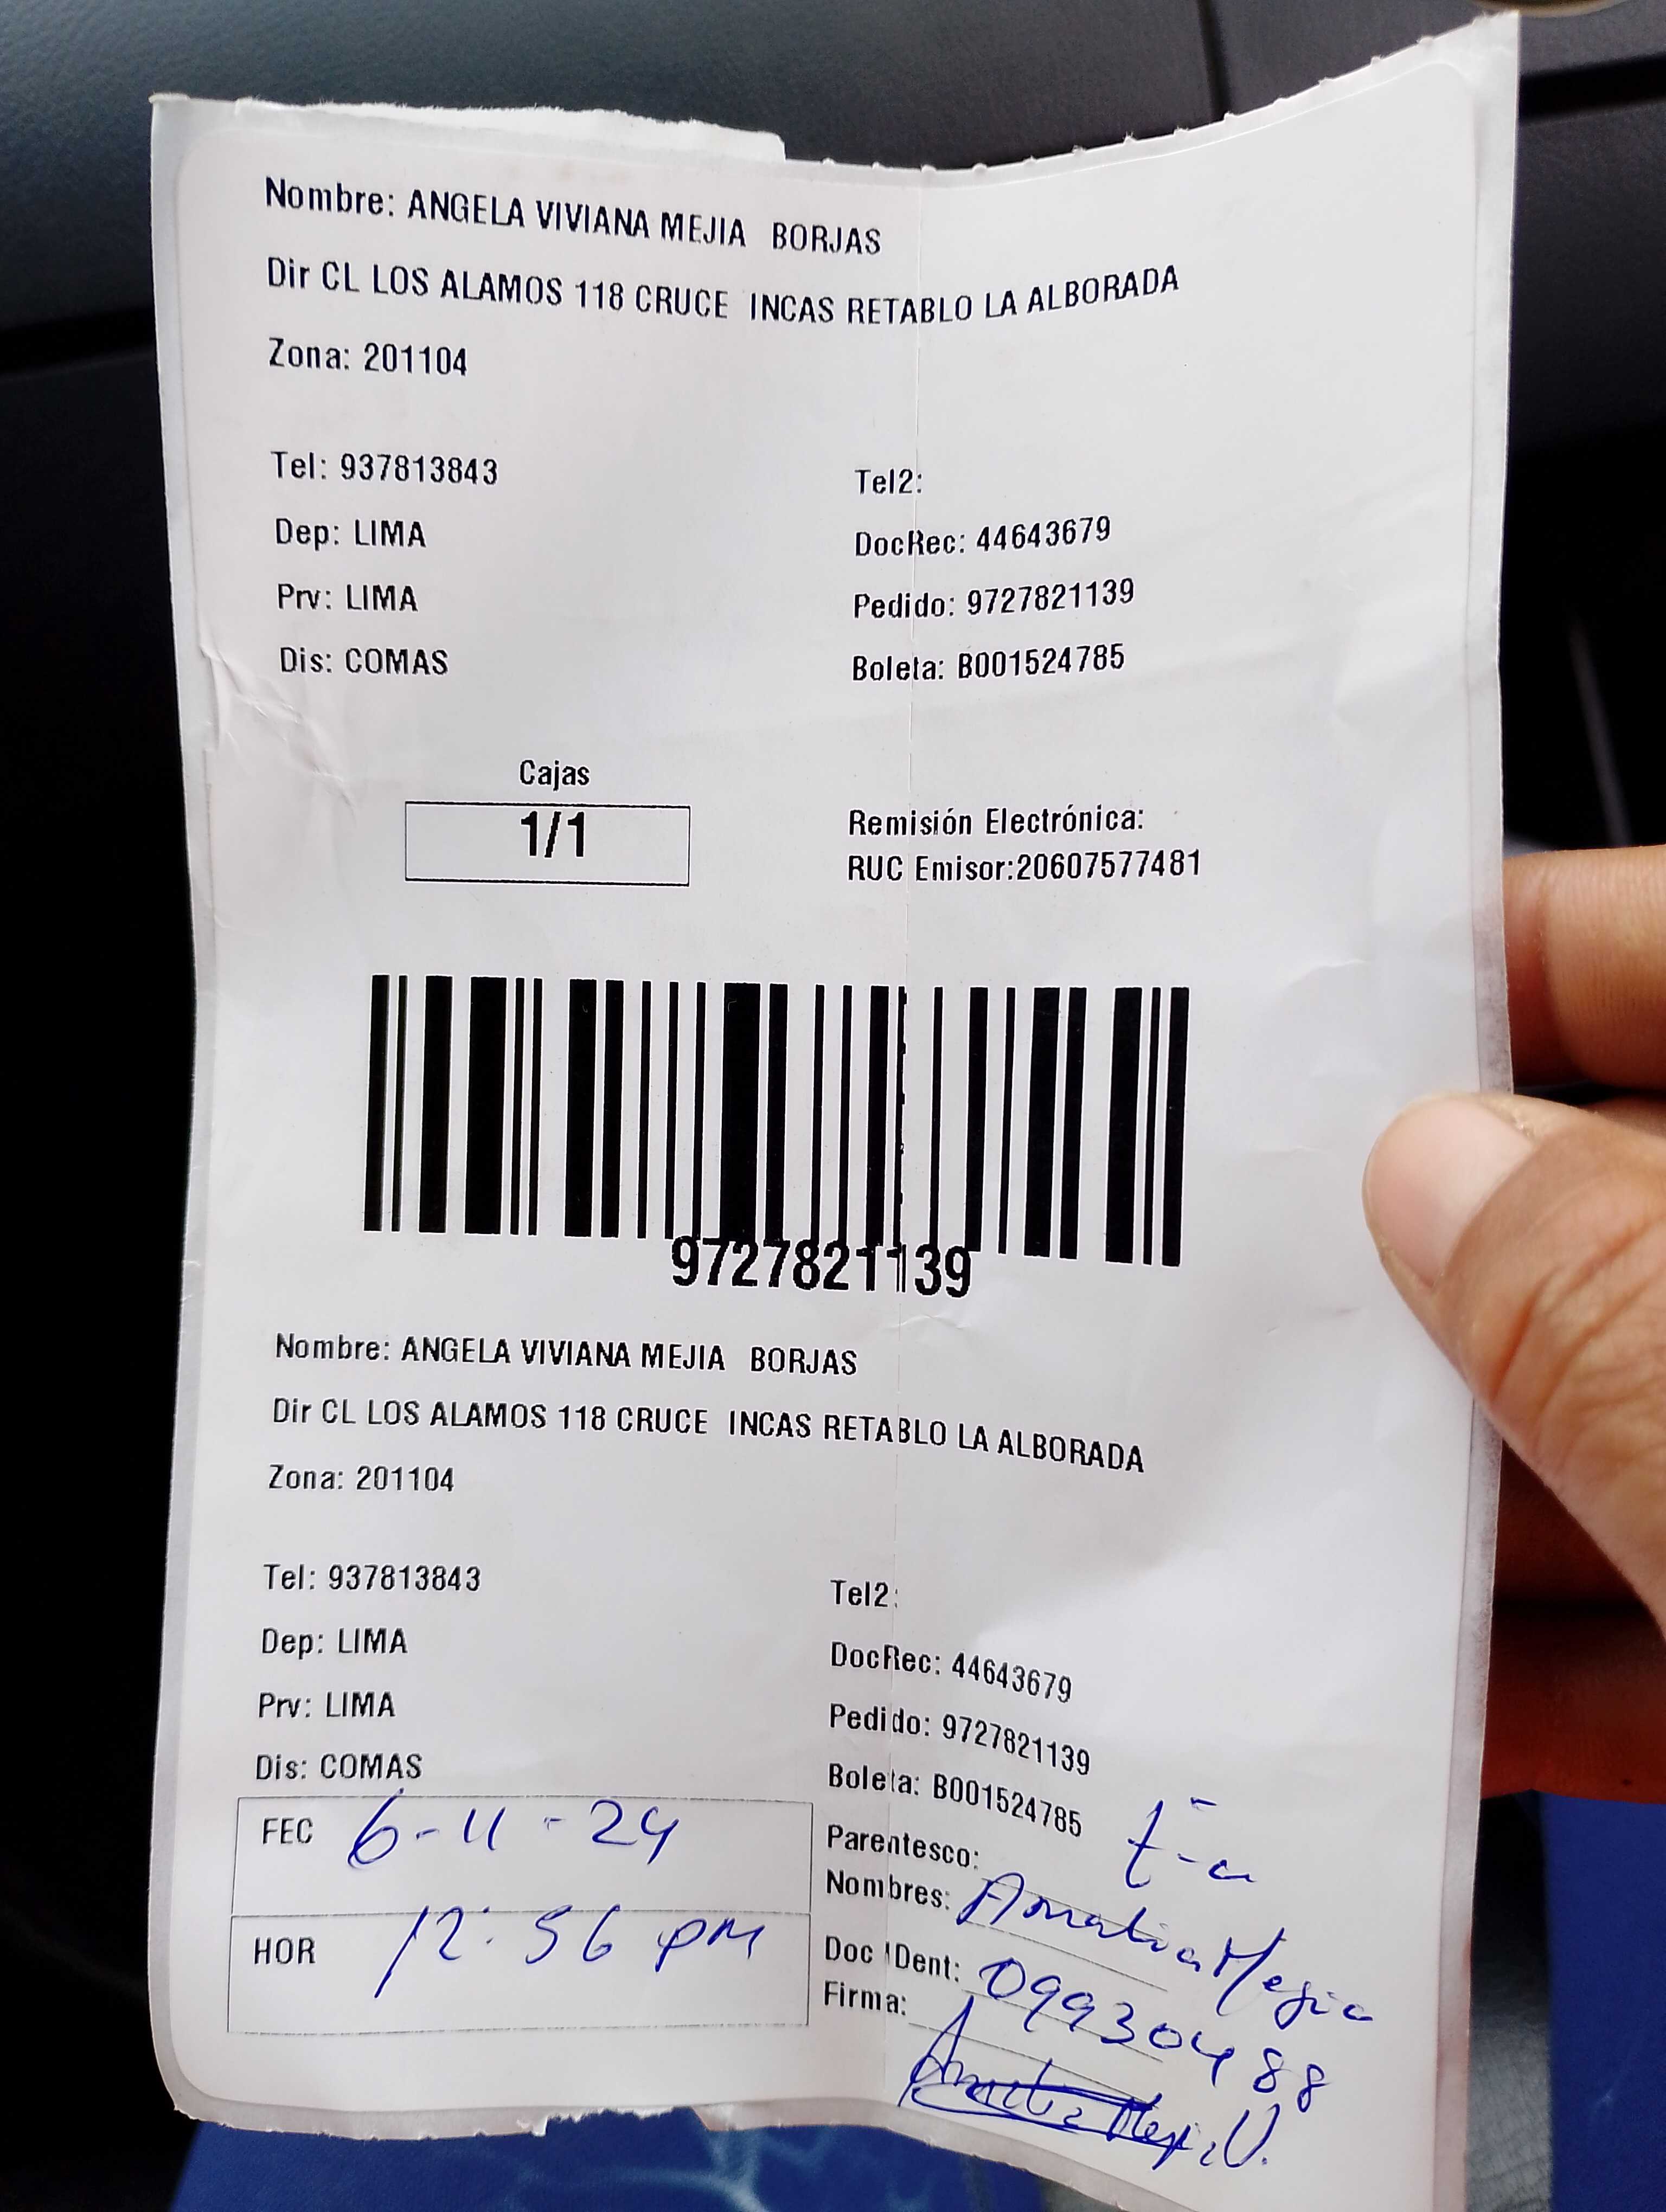 Nombre: ANGELA VIVIANA MEJIA BORJAS
Dir CL LOS ALAMOS 118 CRUCE INCAS RETABLO LA ALBORADA
Zona: 201104
Tel: 937813843
Tel2:
Dep: LIMA
DocRec: 44643679
Prv: LIMA
Pedido: 9727821139
Dis: COMAS
Boleta: B001524785
Cajas
1/1
Remisión Electrónica:
RUC Emisor:20607577481
9727821139
Nombre: ANGELA VIVIANA MEJIA BORJAS
Dir CL LOS ALAMOS 118 CRUCE INCAS RETABLO LA ALBORADA
Zona: 201104
Tel: 937813843
Tel2:
Dep: LIMA
DocRec: 44643679
Prv: LIMA
Pedido: 9727821139
Dis: COMAS
Boleta: B001524785
FEC 6-11-24
Parentesco:
Nombres: Mejia
HOR 12:56 pm
Doc IDent: 09930488
Firma: